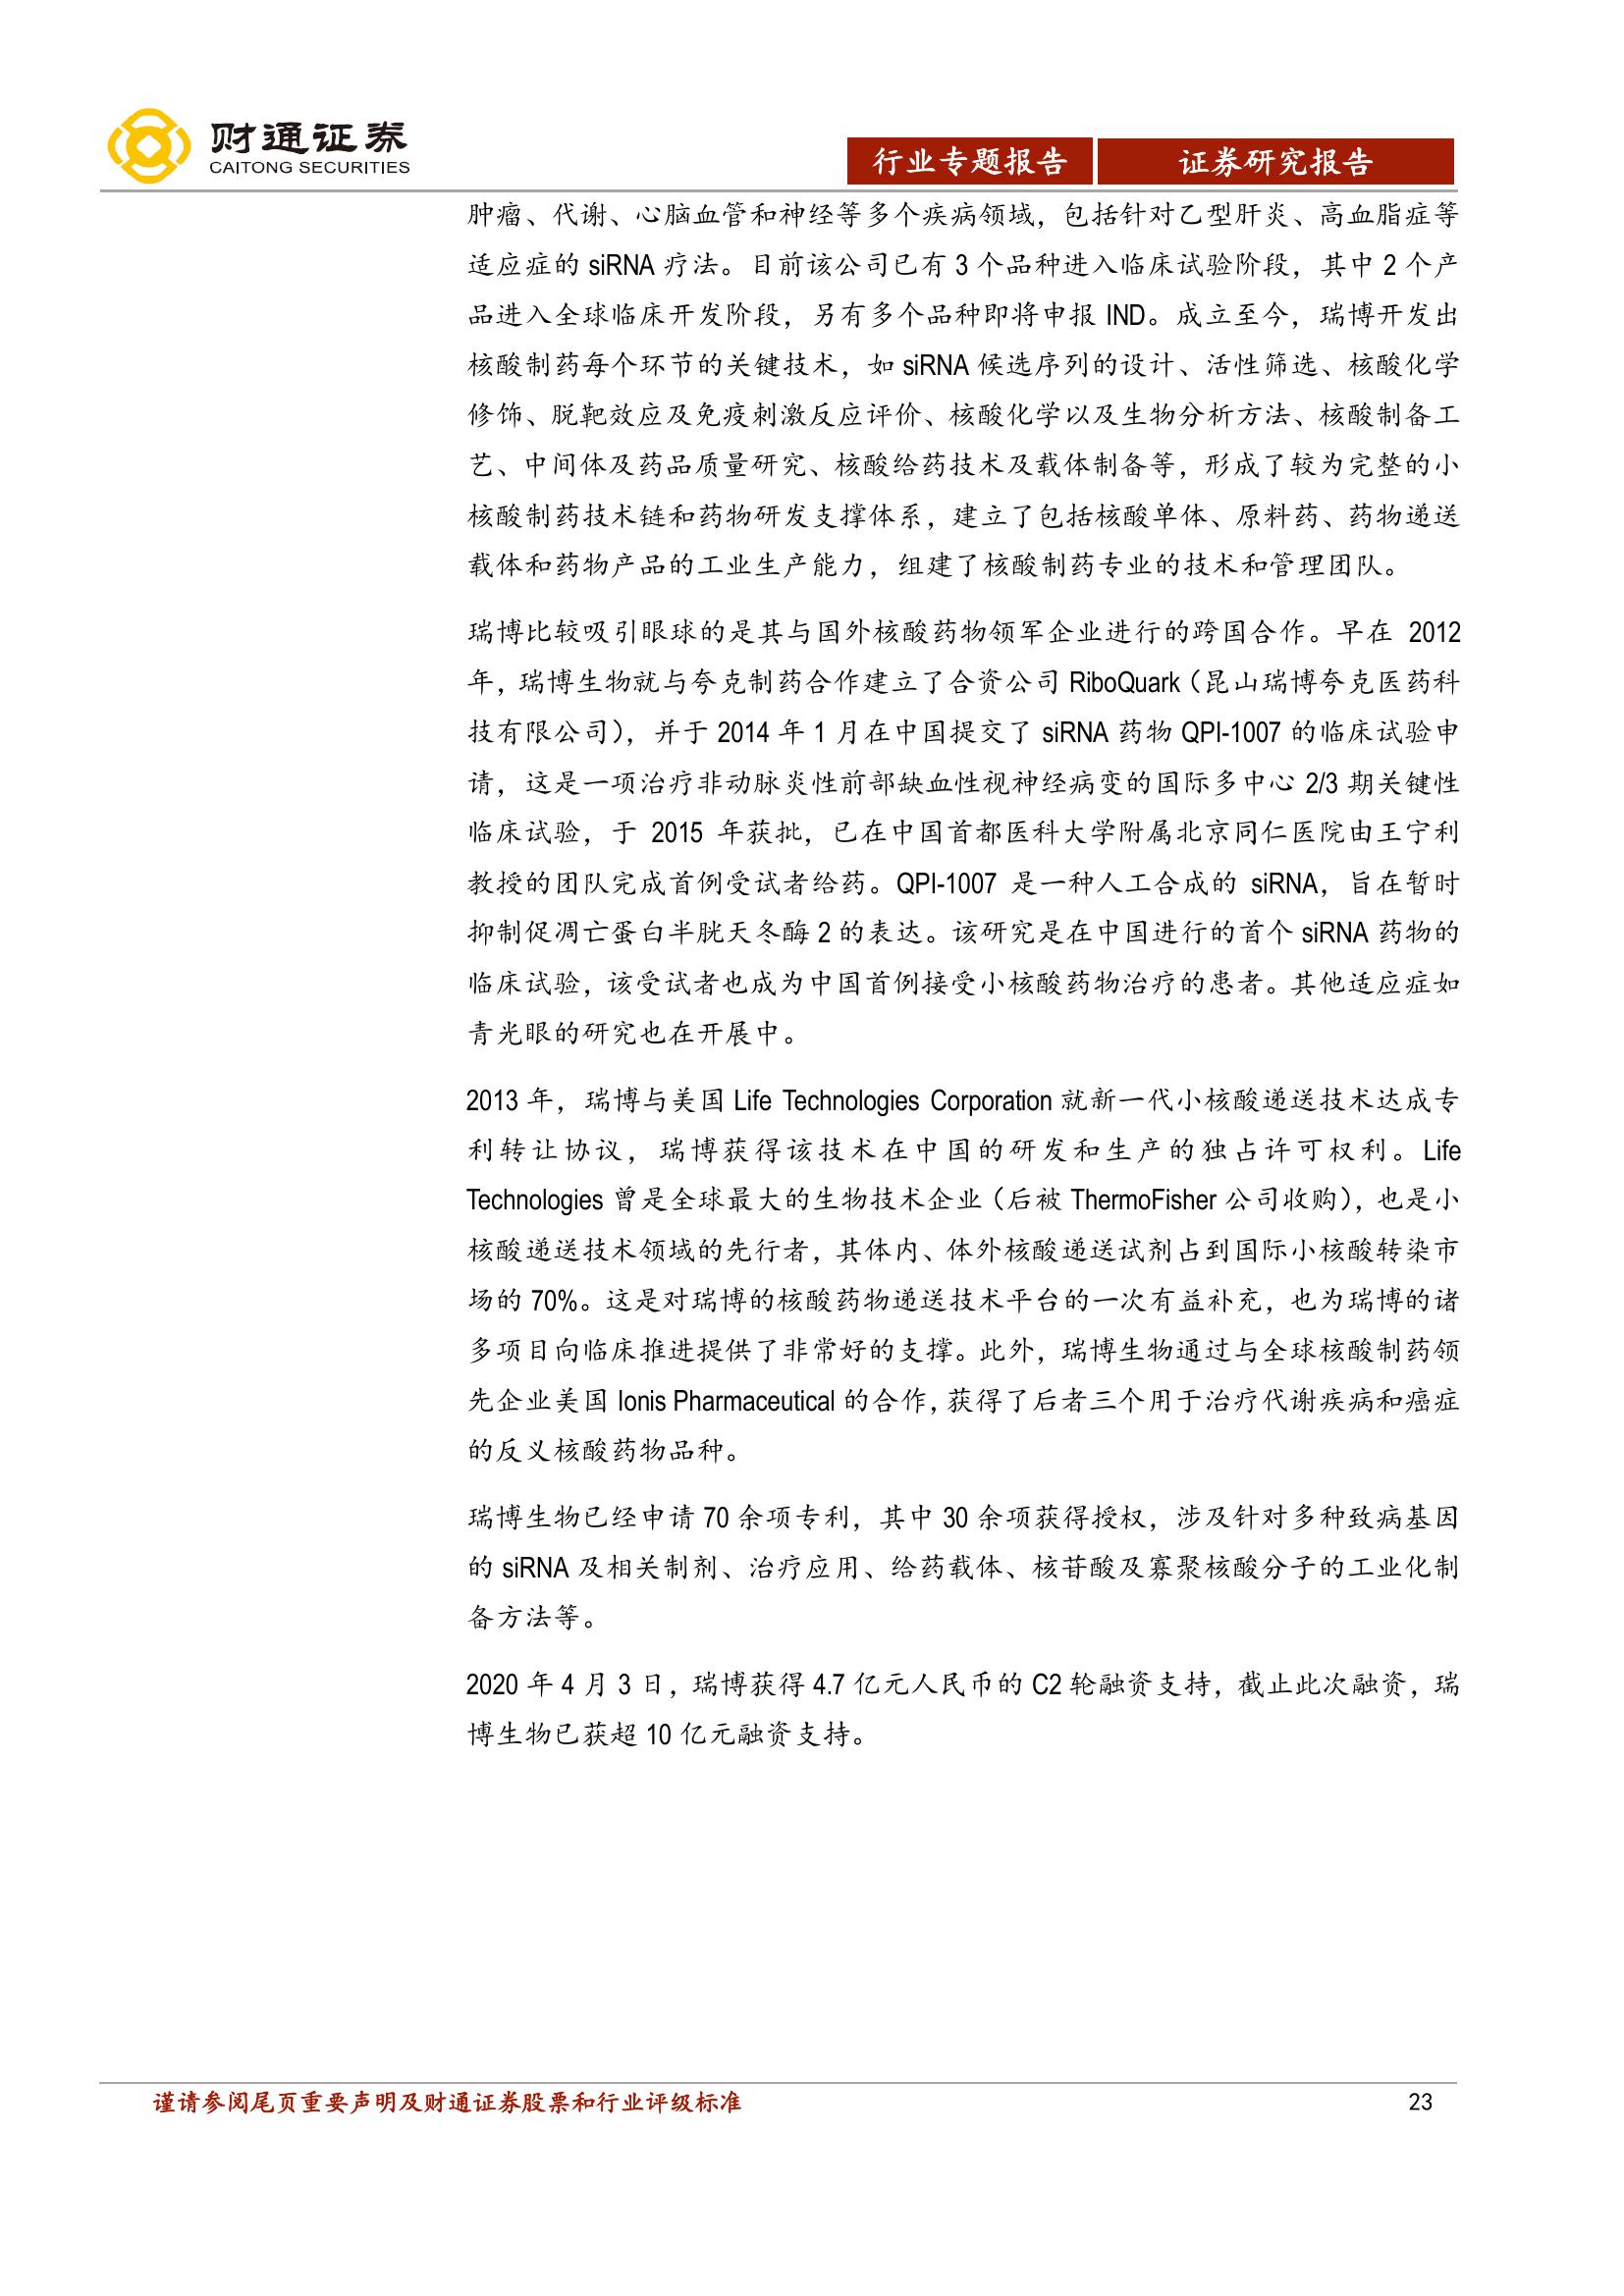 财通证券
CAITONG SECURITIES
行业专题报告
证券研究报告
肿瘤、代谢、心脑血管和神经等多个疾病领域，包括针对乙型肝炎、高血脂症等
适应症的 siRNA 疗法。目前该公司已有 3 个品种进入临床试验阶段，其中 2 个产
品进入全球临床开发阶段，另有多个品种即将申报 IND。成立至今，瑞博开发出
核酸制药每个环节的关键技术，如 siRNA 候选序列的设计、活性筛选、核酸化学
修饰、脱靶效应及免疫刺激反应评价、核酸化学以及生物分析方法、核酸制备工
艺、中间体及药品质量研究、核酸给药技术及载体制备等，形成了较为完整的小
核酸制药技术链和药物研发支撑体系，建立了包括核酸单体、原料药、药物递送
载体和药物产品的工业生产能力，组建了核酸制药专业的技术和管理团队。
瑞博比较吸引眼球的是其与国外核酸药物领军企业进行的跨国合作。早在 2012
年，瑞博生物就与夸克制药合作建立了合资公司 RiboQuark（昆山瑞博夸克医药科
技有限公司），并于 2014 年 1 月在中国提交了 siRNA 药物 QPI-1007 的临床试验申
请，这是一项治疗非动脉炎性前部缺血性视神经病变的国际多中心 2/3 期关键性
临床试验，于 2015 年获批，已在中国首都医科大学附属北京同仁医院由王宁利
教授的团队完成首例受试者给药。QPI-1007 是一种人工合成的 siRNA，旨在暂时
抑制促凋亡蛋白半胱天冬酶 2 的表达。该研究是在中国进行的首个 siRNA 药物的
临床试验，该受试者也成为中国首例接受小核酸药物治疗的患者。其他适应症如
青光眼的研究也在开展中。
2013 年，瑞博与美国 Life Technologies Corporation 就新一代小核酸递送技术达成专
利转让协议，瑞博获得该技术在中国的研发和生产的独占许可权利。Life
Technologies 曾是全球最大的生物技术企业（后被 ThermoFisher 公司收购），也是小
核酸递送技术领域的先行者，其体内、体外核酸递送试剂占到国际小核酸转染市
场的 70%。这是对瑞博的核酸药物递送技术平台的一次有益补充，也为瑞博的诸
多项目向临床推进提供了非常好的支撑。此外，瑞博生物通过与全球核酸制药领
先企业美国 Ionis Pharmaceutical 的合作，获得了后者三个用于治疗代谢疾病和癌症
的反义核酸药物品种。
瑞博生物已经申请 70 余项专利，其中 30 余项获得授权，涉及针对多种致病基因
的 siRNA 及相关制剂、治疗应用、给药载体、核苷酸及寡聚核酸分子的工业化制
备方法等。
2020 年 4 月 3 日，瑞博获得 4.7 亿元人民币的 C2 轮融资支持，截止此次融资，瑞
博生物已获超 10 亿元融资支持。
谨请参阅尾页重要声明及财通证券股票和行业评级标准
23